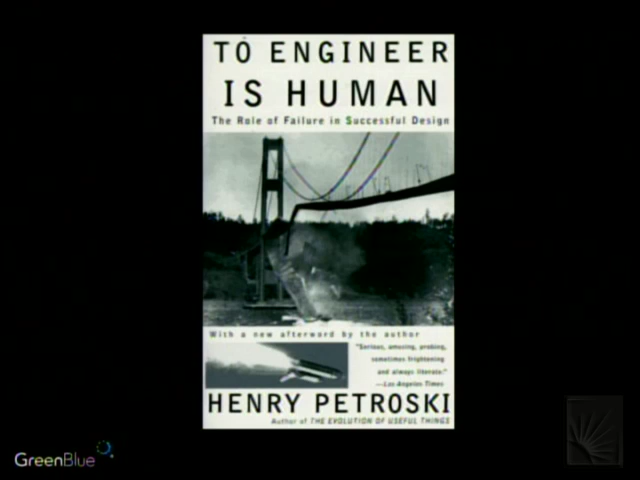 TO ENGINEER
IS HUMAN
The Role of Failure in Successful Design
With a new afterward by the author
"Serious, amusing, probing,
sometimes frightening
and always literate."
—Los Angeles Times
HENRY PETROSKI
Author of THE EVOLUTION OF USEFUL THINGS
GreenBlue